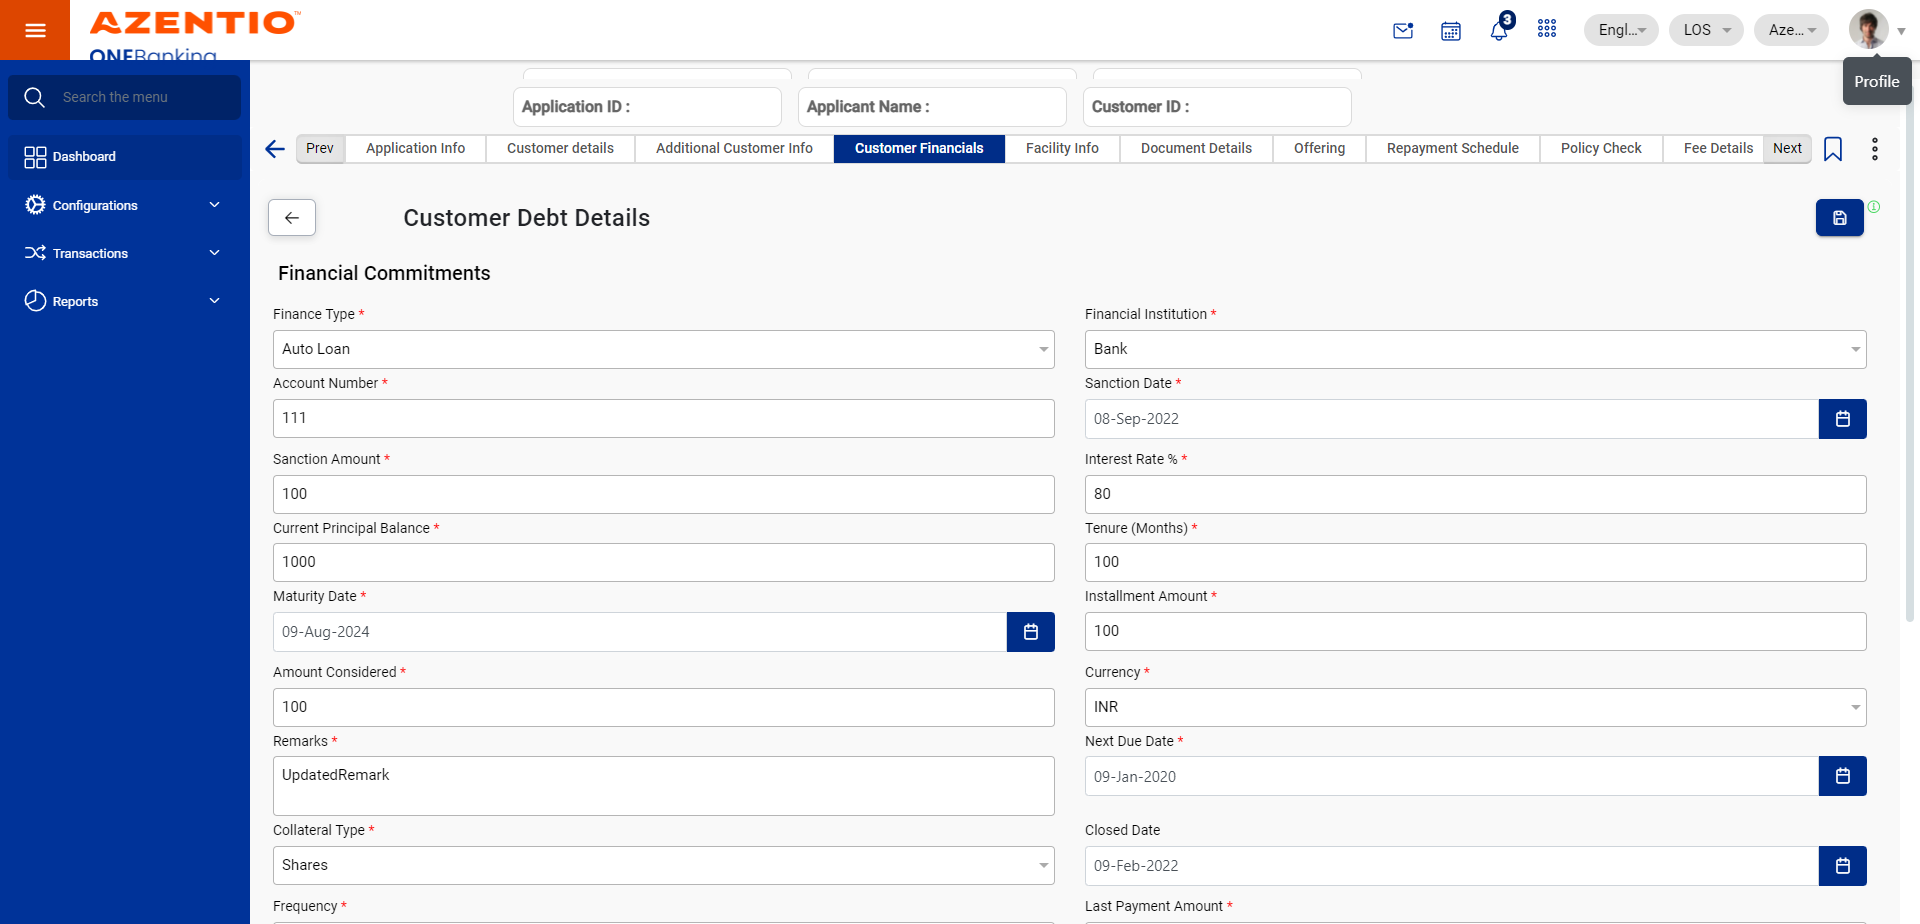 AZENTIO™
ONEBanking
3
Engl...
LOS
Aze...
Profile
Search the menu
Dashboard
Configurations
Transactions
Reports
Application ID :
Applicant Name :
Customer ID :
Prev
Application Info
Customer details
Additional Customer Info
Customer Financials
Facility Info
Document Details
Offering
Repayment Schedule
Policy Check
Fee Details
Next
Customer Debt Details
Financial Commitments
Finance Type *
Financial Institution *
Auto Loan
Bank
Account Number *
Sanction Date *
111
08-Sep-2022
Sanction Amount *
Interest Rate % *
100
80
Current Principal Balance *
Tenure (Months) *
1000
100
Maturity Date *
Installment Amount *
09-Aug-2024
100
Amount Considered *
Currency *
100
INR
Remarks *
Next Due Date *
UpdatedRemark
09-Jan-2020
Collateral Type *
Closed Date
Shares
09-Feb-2022
Frequency *
Last Payment Amount *